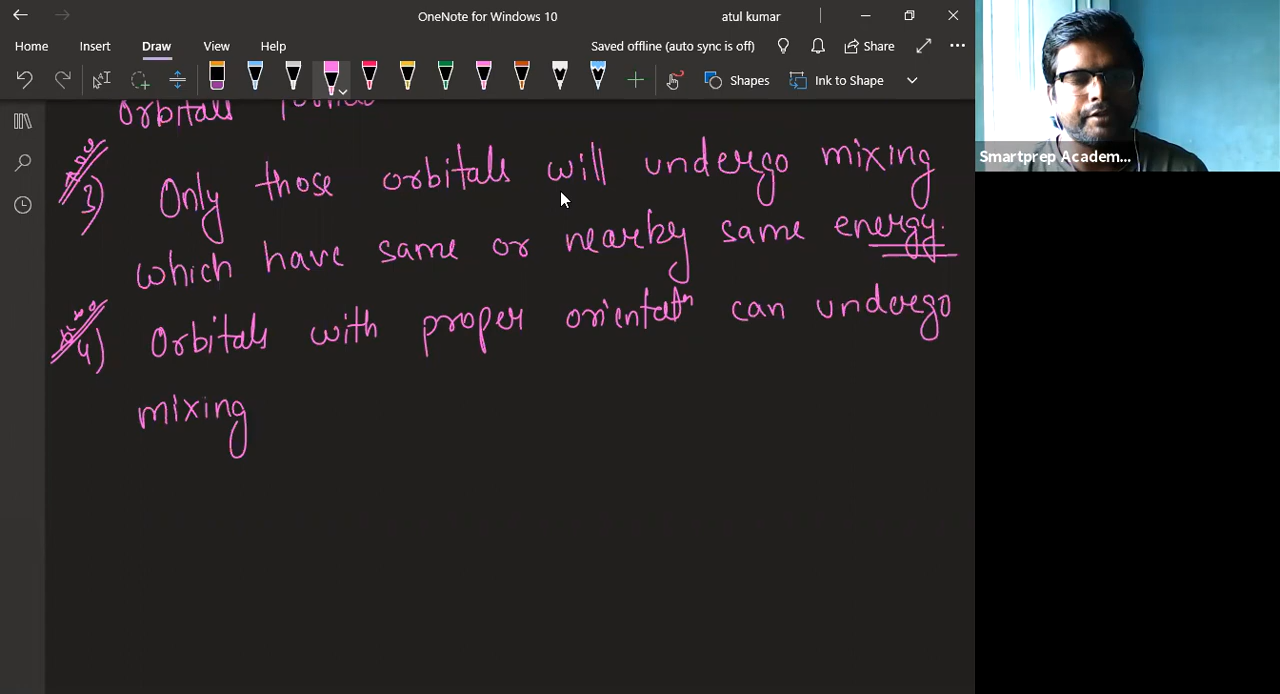 OneNote for Windows 10
atul kumar
Home Insert Draw View Help
Saved offline (auto sync is off)
Share
Shapes
Ink to Shape
Smartprep Academ...
Orbitals
3) Only those orbitals will undergo mixing
which have same or nearby same energy.
4) Orbitals with proper orientatn can undergo
mixing